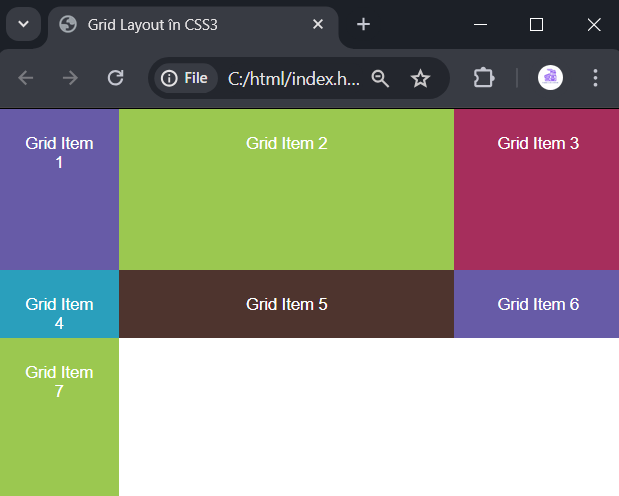 Grid Layout în CSS3
File
C:/html/index.h...
Grid Item
1
Grid Item 2
Grid Item 3
Grid Item
4
Grid Item 5
Grid Item 6
Grid Item
7